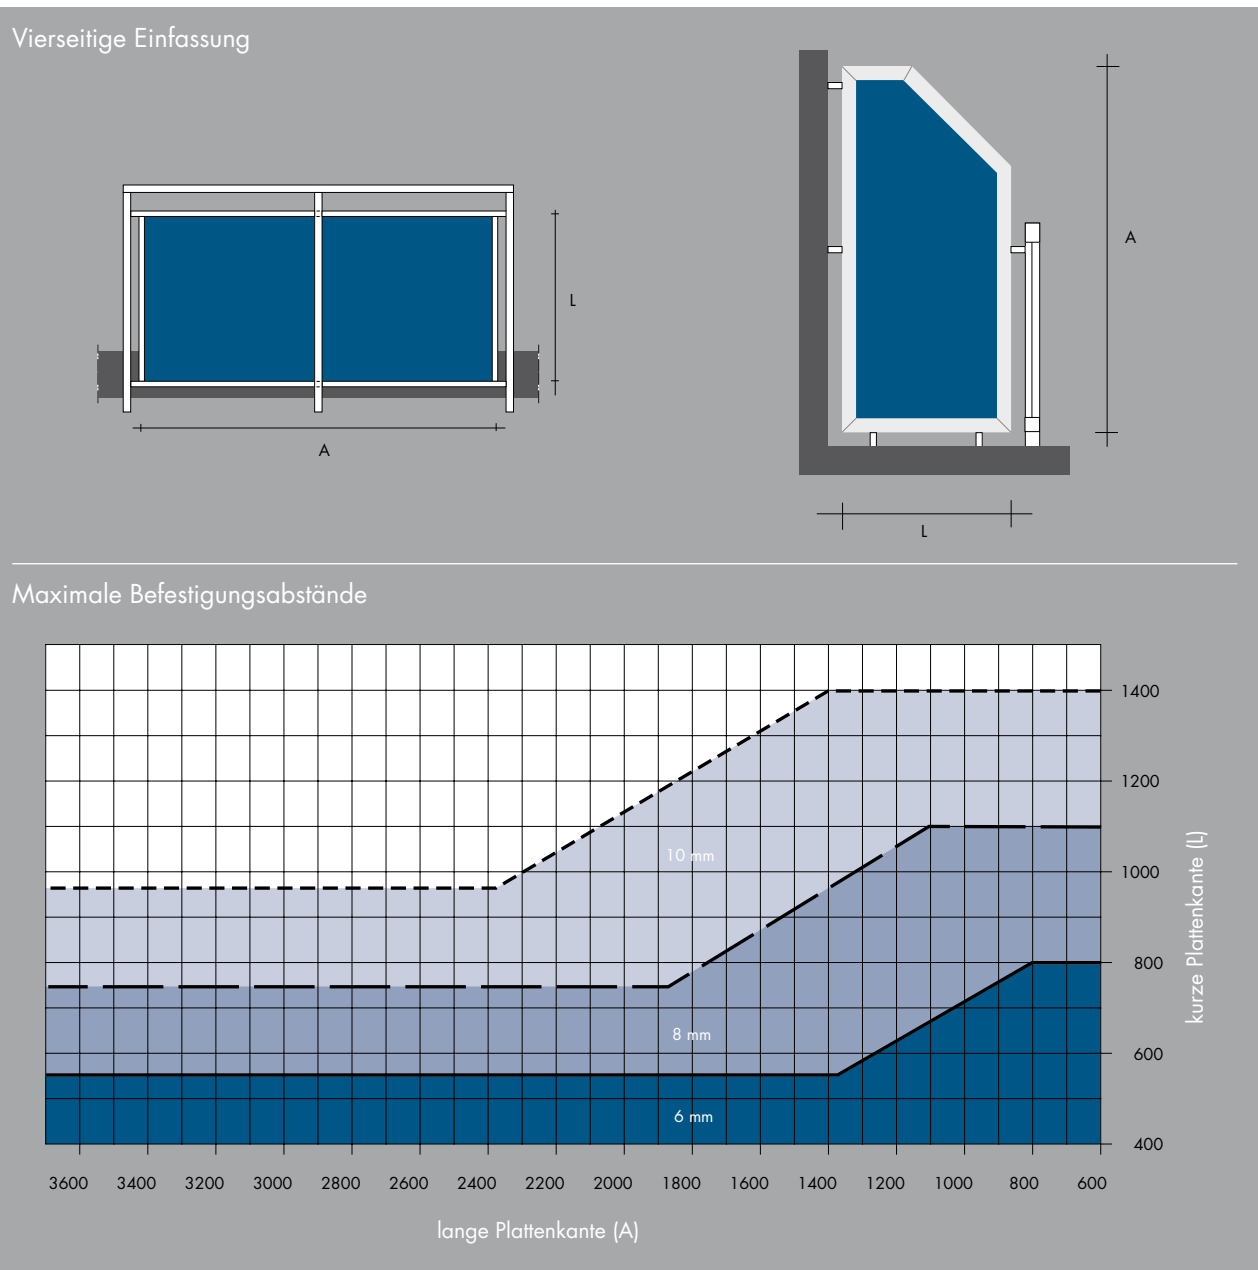 Vierseitige Einfassung
A
L
A
L
Maximale Befestigungsabstände
1400
1200
1000
800
600
400
kurze Plattenkante (L)
10 mm
8 mm
6 mm
3600 3400 3200 3000 2800 2600 2400 2200 2000 1800 1600 1400 1200 1000 800 600
lange Plattenkante (A)